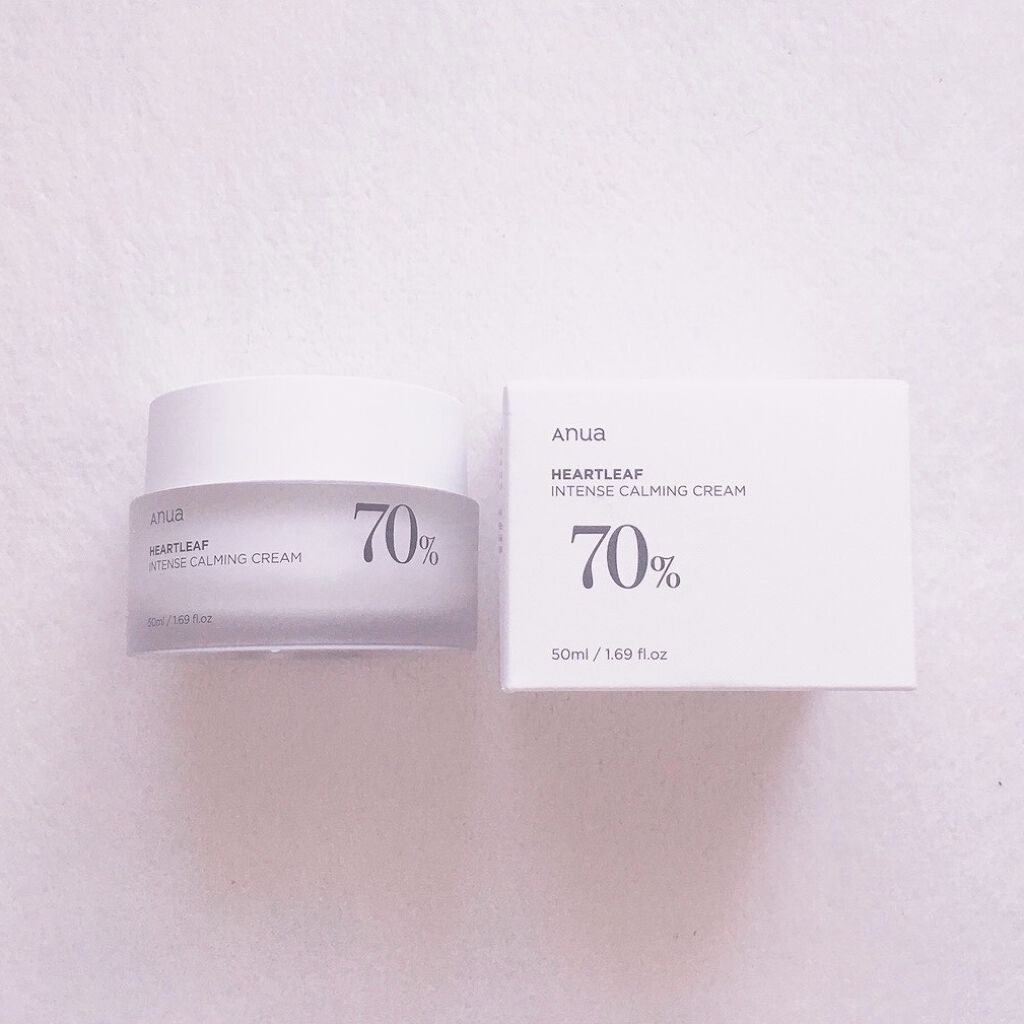 Anua
HEARTLEAF
INTENSE CALMING CREAM
70%
50ml / 1.69 fl.oz
Anua
HEARTLEAF
INTENSE CALMING CREAM
70%
50ml / 1.69 fl.oz